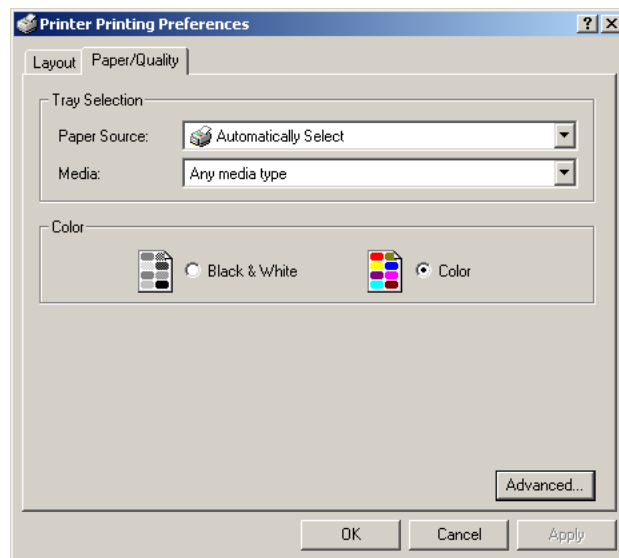 Printer Printing Preferences
Layout Paper/Quality
Tray Selection
Paper Source: Automatically Select
Media: Any media type
Color
Black & White Color
Advanced...
OK Cancel Apply